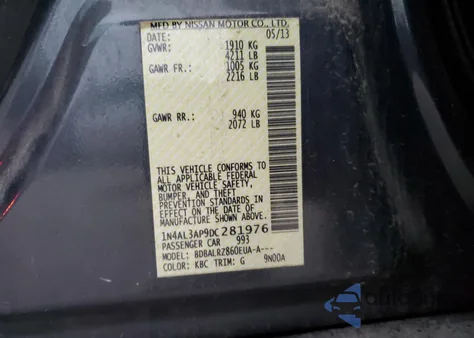 MFD BY NISSAN MOTOR CO., LTD.
DATE: 05/13
GVWR: 1910 KG
4211 LB
GAWR FR.: 1005 KG
2216 LB
GAWR RR.: 940 KG
2072 LB
THIS VEHICLE CONFORMS TO
ALL APPLICABLE FEDERAL
MOTOR VEHICLE SAFETY,
BUMPER, AND THEFT
PREVENTION STANDARDS
IN EFFECT ON THE DATE OF
MANUFACTURE SHOWN ABOVE.
1N4AL3AP9DC281976
PASSENGER CAR 993
MODEL: BDBALRZ860EUA-A---
COLOR: KBC TRIM: G 9N00A